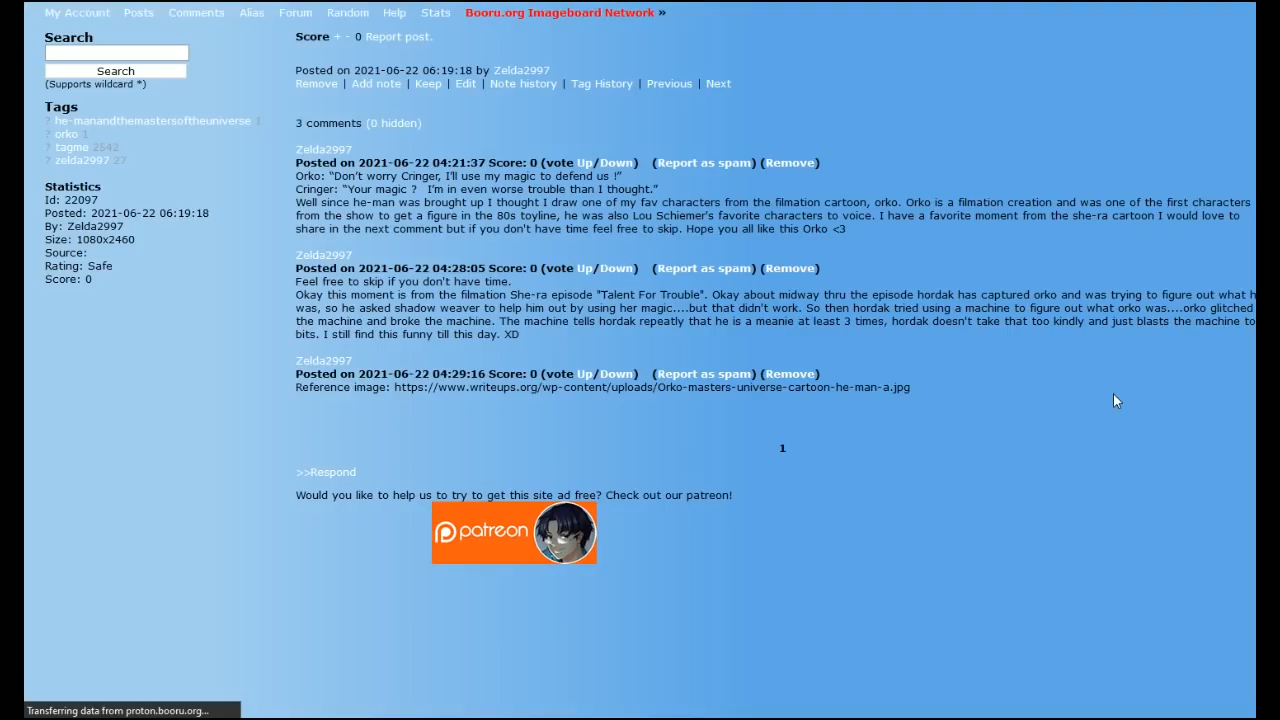 My Account Posts Comments Alias Forum Random Help Stats Booru.org Imageboard Network »
Search
Search
(Supports wildcard *)
Tags
? he-manandthemastersoftheuniverse 1
? orko 1
? tagme 2542
? zelda2997 27
Statistics
Id: 22097
Posted: 2021-06-22 06:19:18
By: Zelda2997
Size: 1080x2460
Source:
Rating: Safe
Score: 0
Score + - 0 Report post.
Posted on 2021-06-22 06:19:18 by Zelda2997
Remove | Add note | Keep | Edit | Note history | Tag History | Previous | Next
3 comments (0 hidden)
Zelda2997
Posted on 2021-06-22 04:21:37 Score: 0 (vote Up/Down) (Report as spam) (Remove)
Orko: “Don’t worry Cringer, I’ll use my magic to defend us !”
Cringer: “Your magic ? I’m in even worse trouble than I thought.”
Well since he-man was brought up I thought I draw one of my fav characters from the filmation cartoon, orko. Orko is a filmation creation and was one of the first characters
from the show to get a figure in the 80s toyline, he was also Lou Schiemer's favorite characters to voice. I have a favorite moment from the she-ra cartoon I would love to
share in the next comment but if you don't have time feel free to skip. Hope you all like this Orko <3
Zelda2997
Posted on 2021-06-22 04:28:05 Score: 0 (vote Up/Down) (Report as spam) (Remove)
Feel free to skip if you don't have time.
Okay this moment is from the filmation She-ra episode "Talent For Trouble". Okay about midway thru the episode hordak has captured orko and was trying to figure out what h
was, so he asked shadow weaver to help him out by using her magic....but that didn't work. So then hordak tried using a machine to figure out what orko was....orko glitched
the machine and broke the machine. The machine tells hordak repeatly that he is a meanie at least 3 times, hordak doesn't take that too kindly and just blasts the machine to
bits. I still find this funny till this day. XD
Zelda2997
Posted on 2021-06-22 04:29:16 Score: 0 (vote Up/Down) (Report as spam) (Remove)
Reference image: https://www.writeups.org/wp-content/uploads/Orko-masters-universe-cartoon-he-man-a.jpg
1
>>Respond
Would you like to help us to try to get this site ad free? Check out our patreon!
patreon
Transferring data from proton.booru.org...